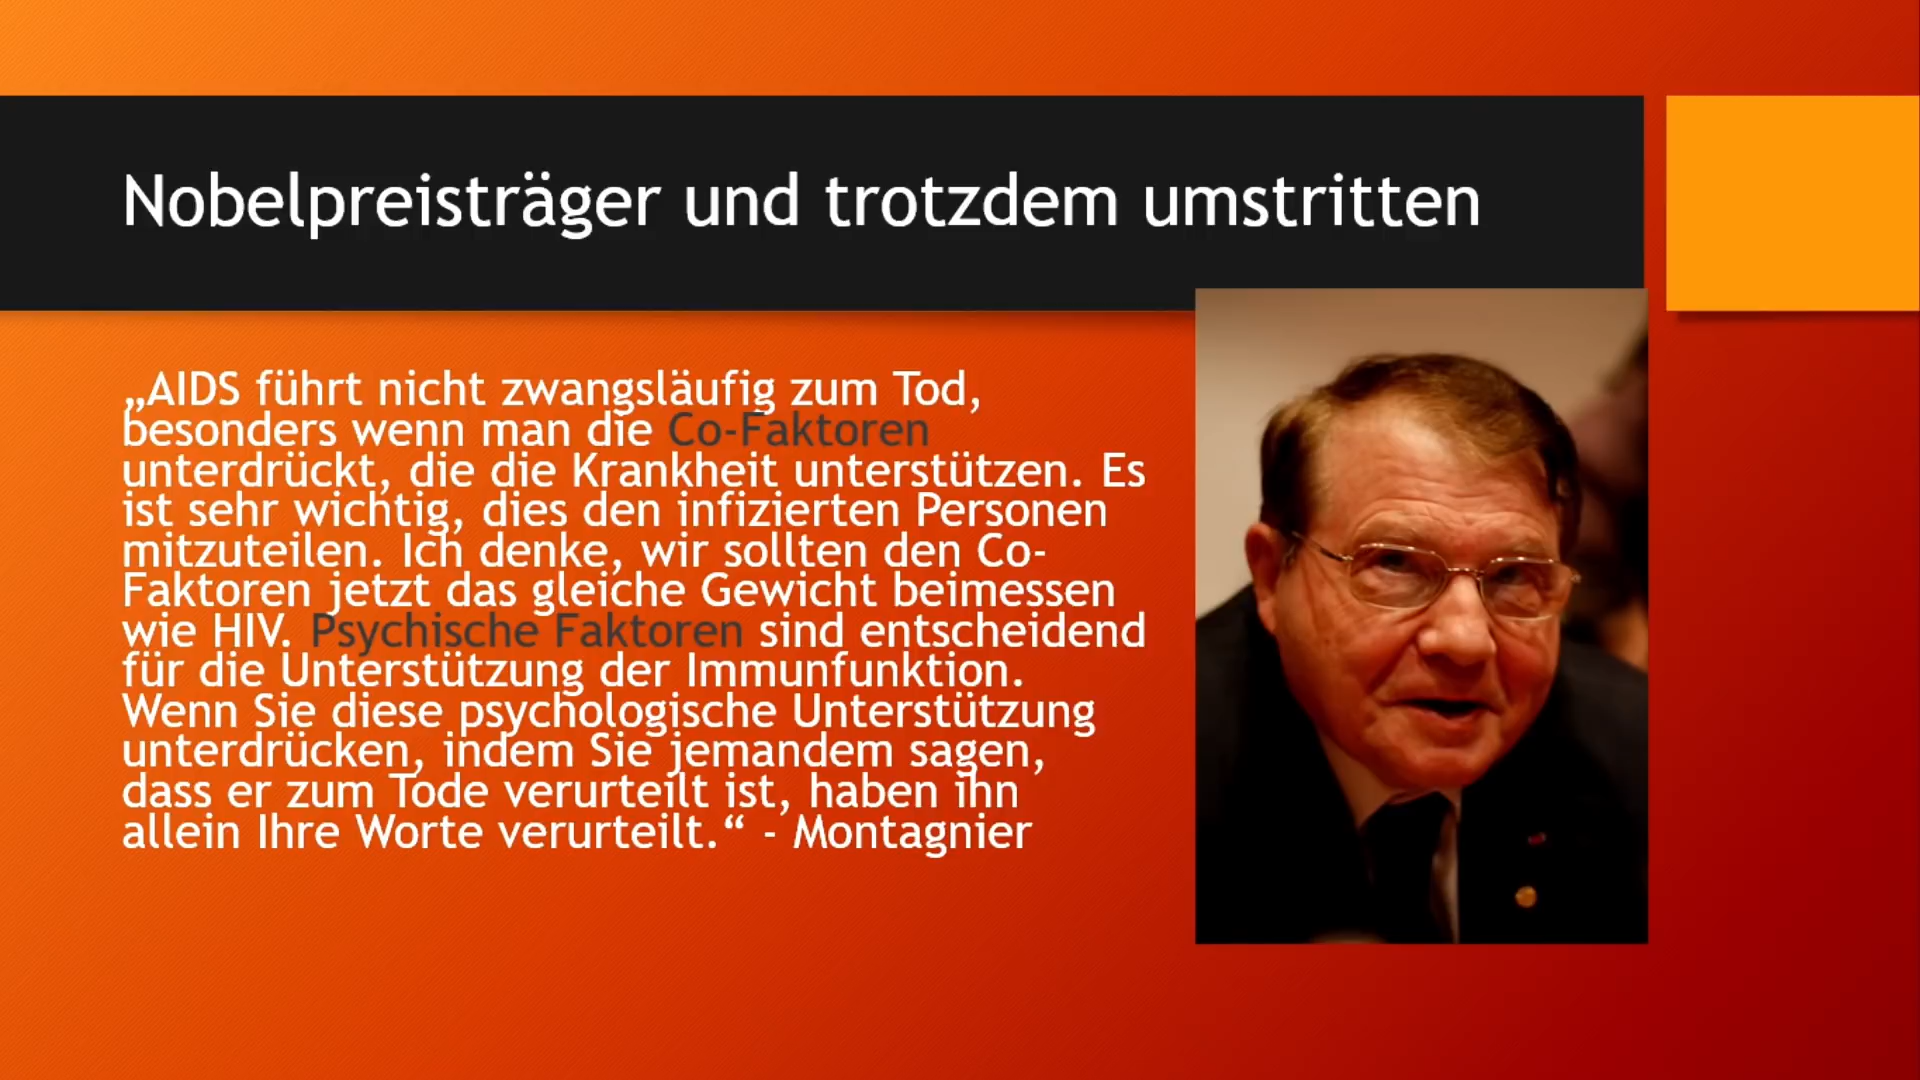 Nobelpreisträger und trotzdem umstritten
„AIDS führt nicht zwangsläufig zum Tod,
besonders wenn man die Co-Faktoren
unterdrückt, die die Krankheit unterstützen. Es
ist sehr wichtig, dies den infizierten Personen
mitzuteilen. Ich denke, wir sollten den Co-
Faktoren jetzt das gleiche Gewicht beimessen
wie HIV. Psychische Faktoren sind entscheidend
für die Unterstützung der Immunfunktion.
Wenn Sie diese psychologische Unterstützung
unterdrücken, indem Sie jemandem sagen,
dass er zum Tode verurteilt ist, haben ihn
allein Ihre Worte verurteilt.“ - Montagnier